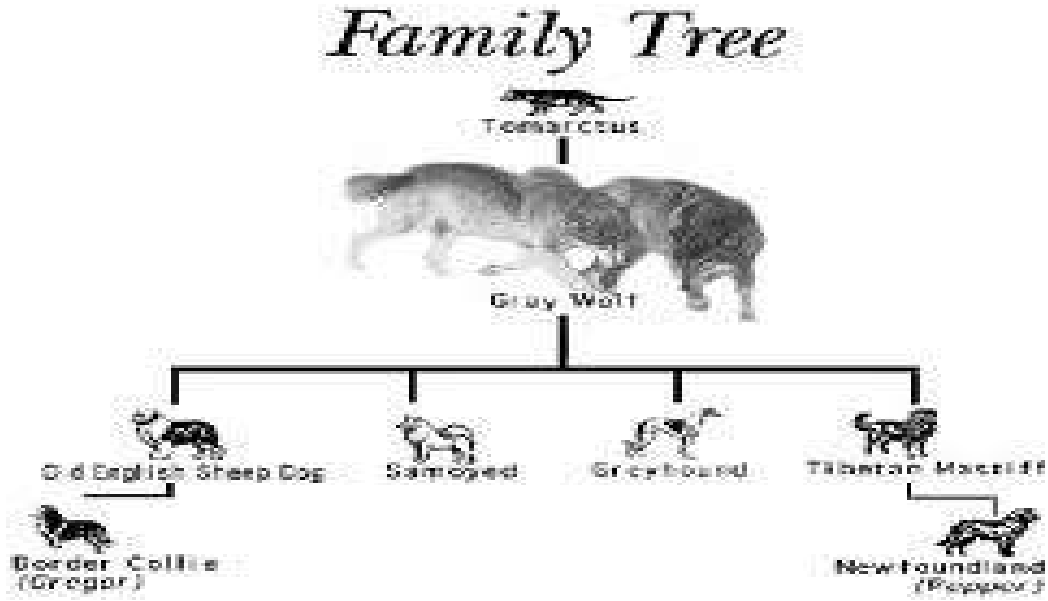 Family Tree
Tomarctus
Gray Wolf
Old English Sheep Dog
Samoyed
Greyhound
Tibetan Mastiff
Border Collie
(Gregor)
Newfoundland
(Pepper)